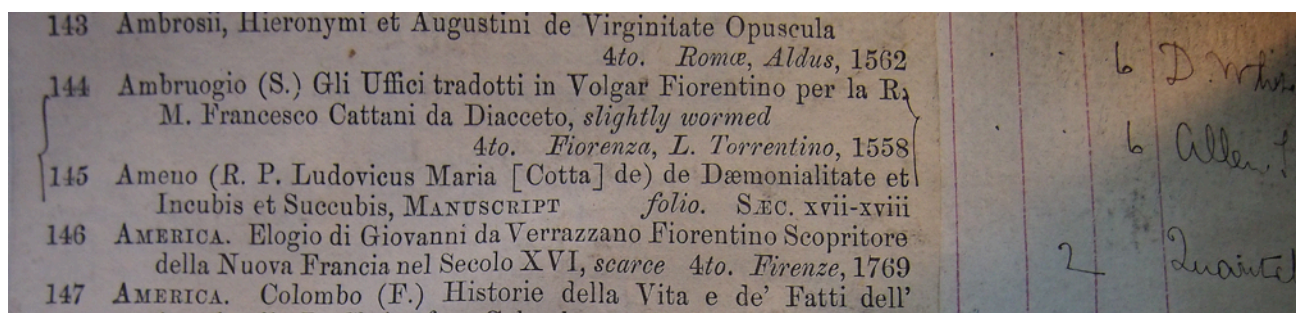 143 Ambrosii, Hieronymi et Augustini de Virginitate Opuscula
4to. Romæ, Aldus, 1562 6
144 Ambruogio (S.) Gli Uffici tradotti in Volgar Fiorentino per la R.
M. Francesco Cattani da Diacceto, slightly wormed
4to. Fiorenza, L. Torrentino, 1558 6 Allen
145 Ameno (R. P. Ludovicus Maria [Cotta] de) de Dæmonialitate et
Incubis et Succubis, MANUSCRIPT folio. SÆC. xvii-xviii
146 AMERICA. Elogio di Giovanni da Verrazzano Fiorentino Scopritore
della Nuova Francia nel Secolo XVI, scarce 4to. Firenze, 1769 2
147 AMERICA. Colombo (F.) Historie della Vita e de' Fatti dell'